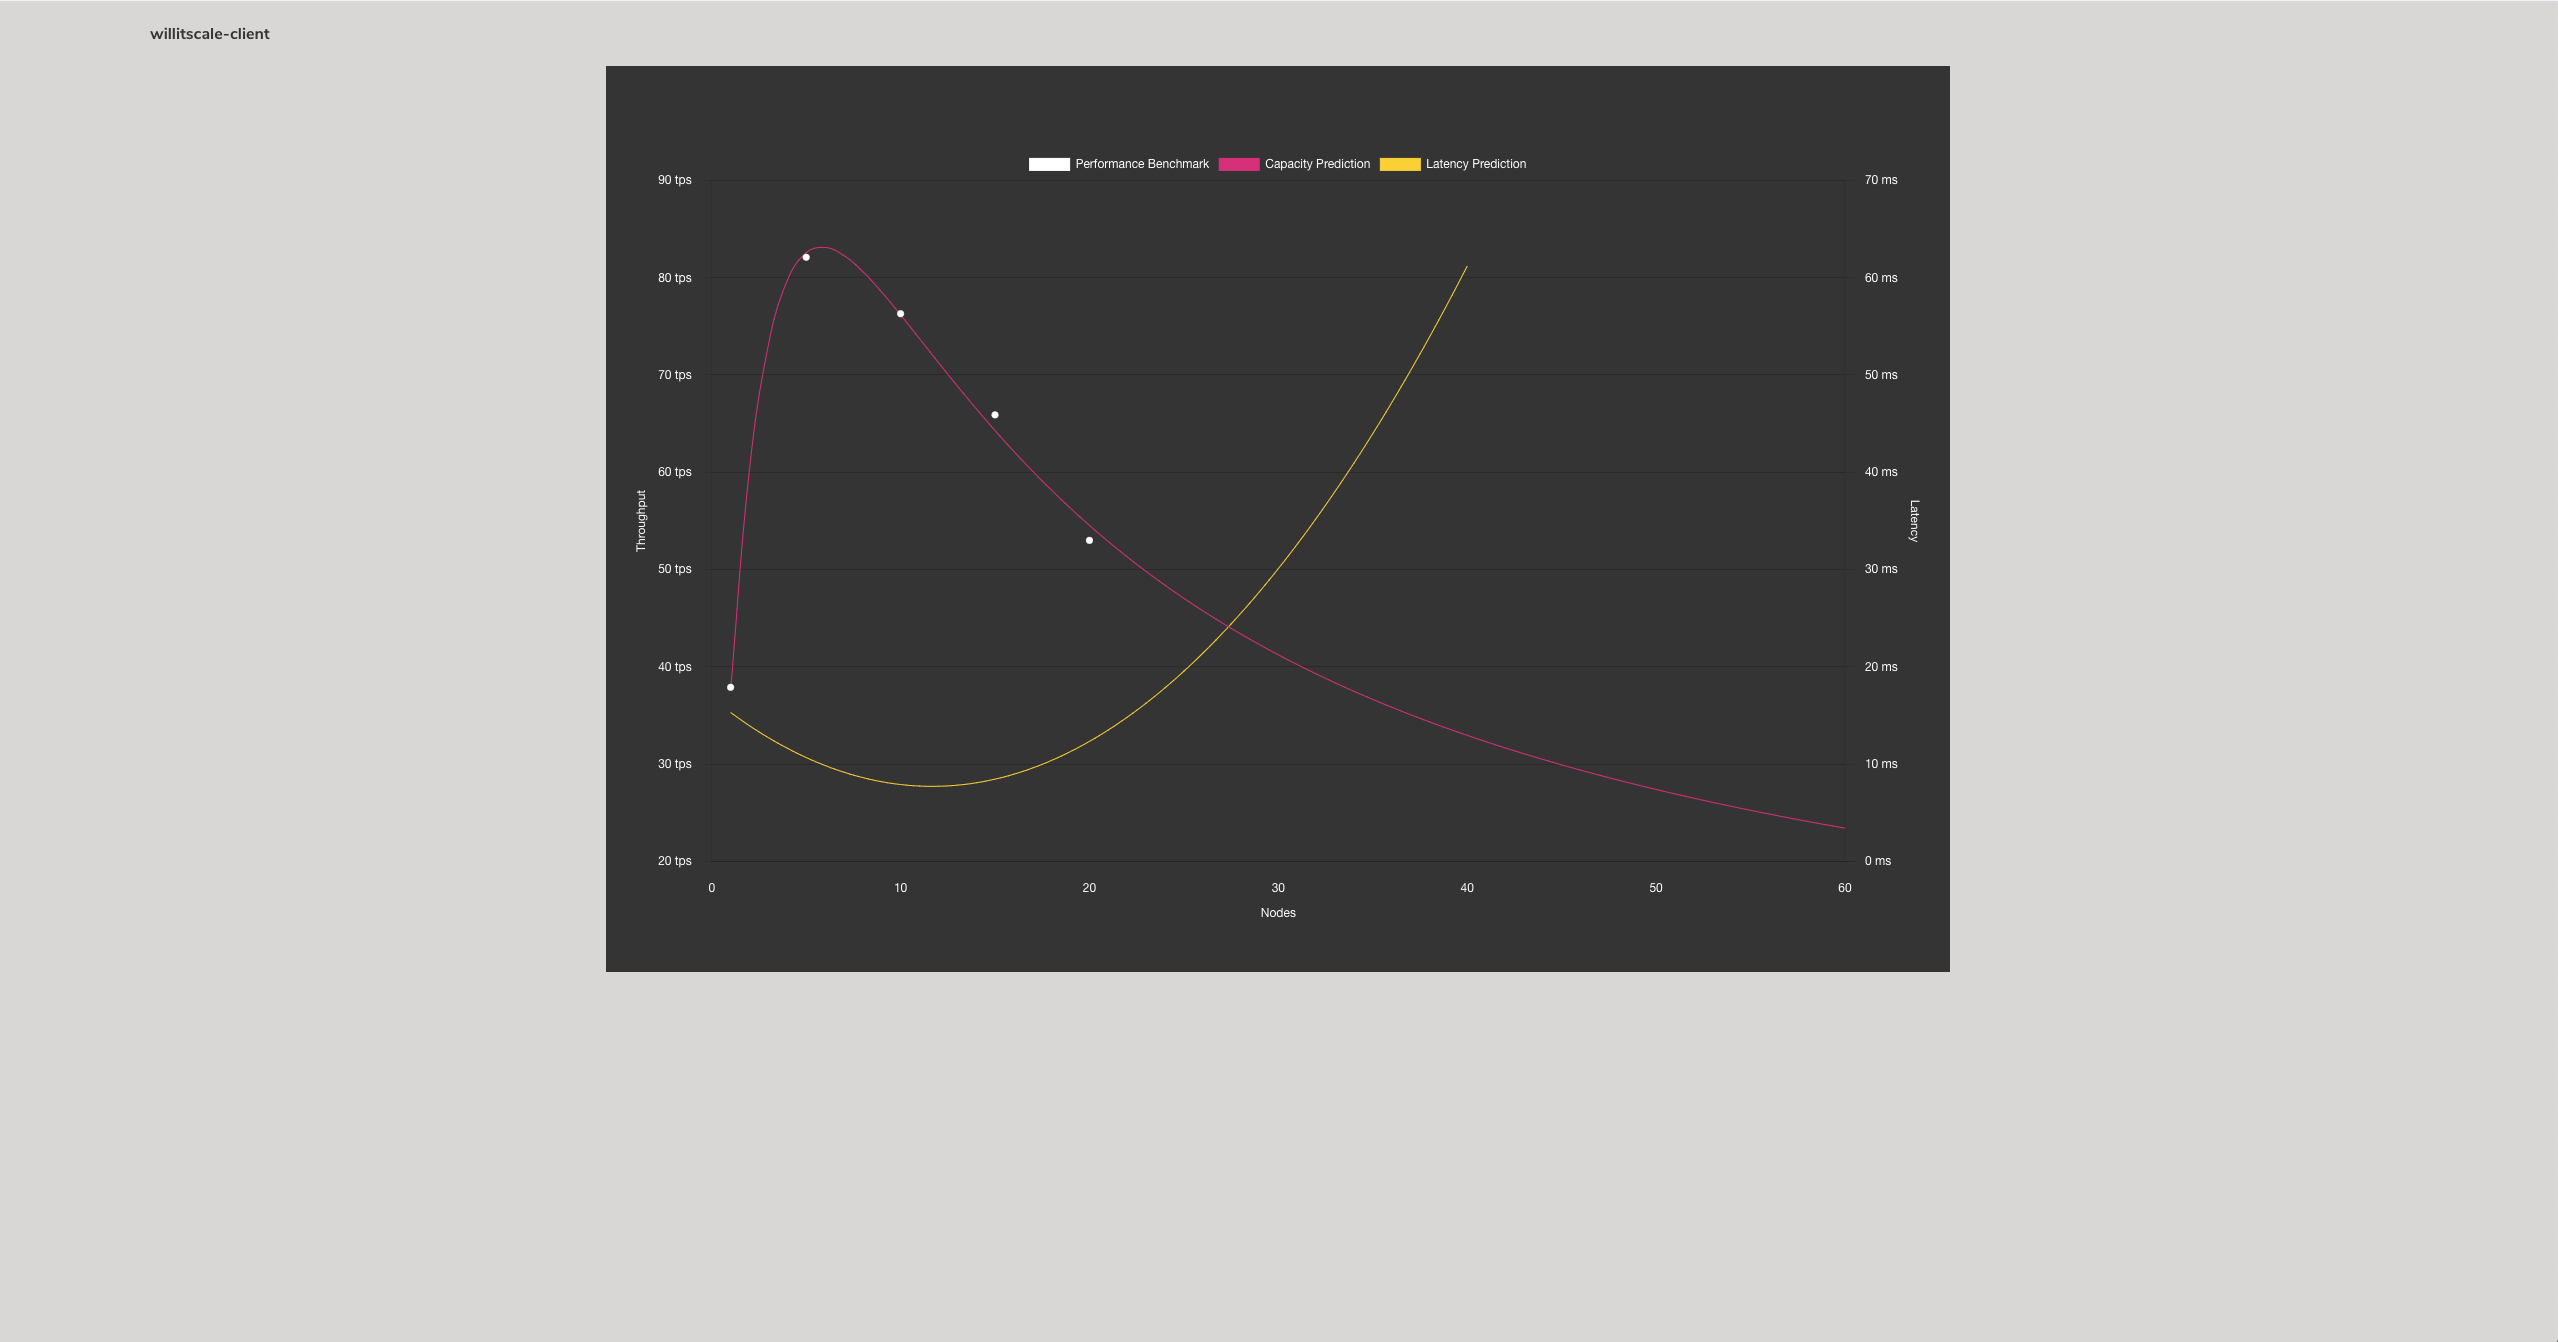 willitscale-client
Performance Benchmark Capacity Prediction Latency Prediction
90 tps
80 tps
70 tps
60 tps
50 tps
40 tps
30 tps
20 tps
Throughput
70 ms
60 ms
50 ms
40 ms
30 ms
20 ms
10 ms
0 ms
Latency
0 10 20 30 40 50 60
Nodes